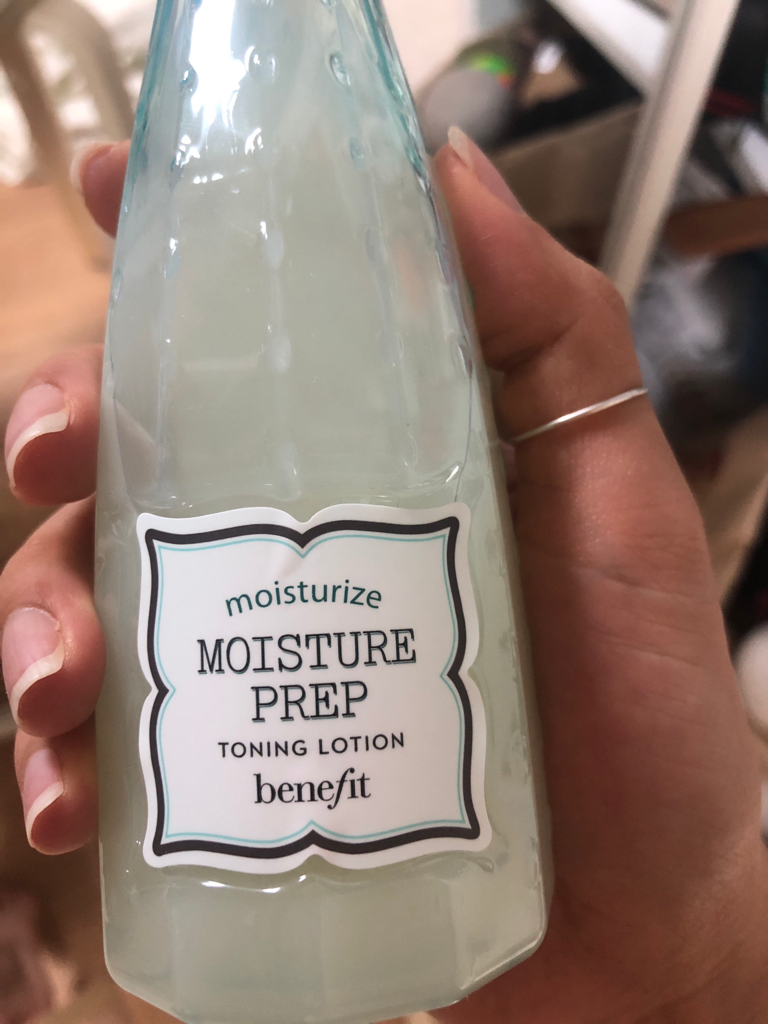 moisturize
MOISTURE
PREP
TONING LOTION
benefit